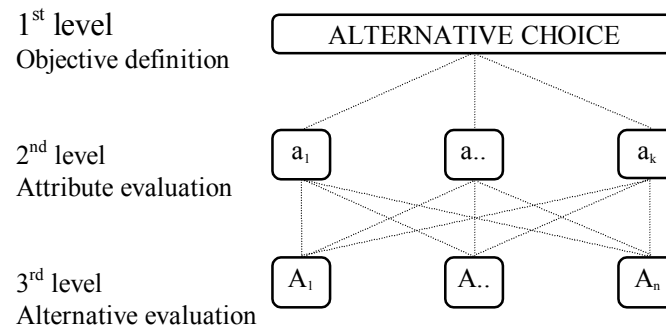 1st level
Objective definition
ALTERNATIVE CHOICE
2nd level
Attribute evaluation
a1
a..
ak
3rd level
Alternative evaluation
A1
A..
An